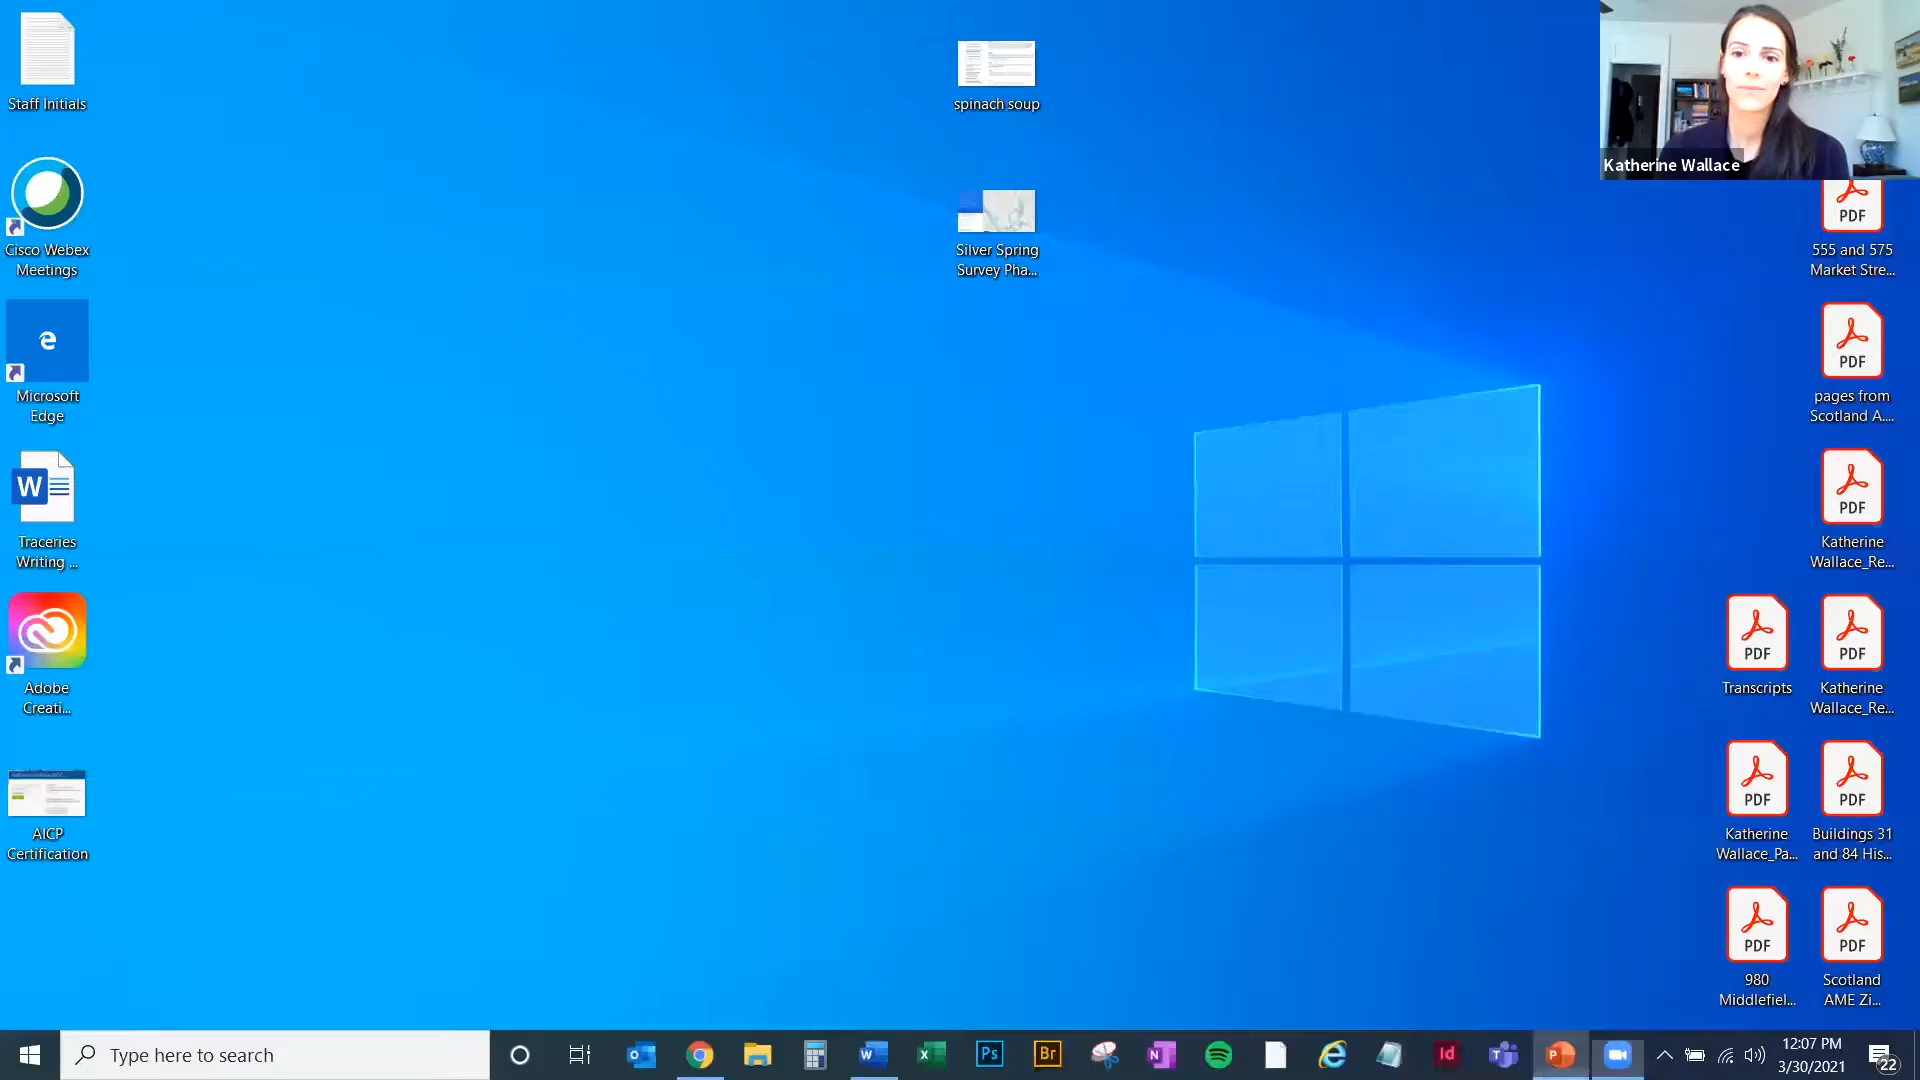 Staff Initials
Cisco Webex
Meetings
Microsoft
Edge
W
Traceries
Writing ...
Adobe
Creati...
AICP
Certification
spinach soup
Silver Spring
Survey Pha...
Katherine Wallace
PDF
555 and 575
Market Stre...
PDF
pages from
Scotland A....
PDF
Katherine
Wallace_Re...
PDF
Transcripts
PDF
Katherine
Wallace_Re...
PDF
Katherine
Wallace_Pa...
PDF
Buildings 31
and 84 His...
PDF
980
Middlefiel...
PDF
Scotland
AME Zi...
Type here to search
Ps
Br
Id
12:07 PM
3/30/2021
22